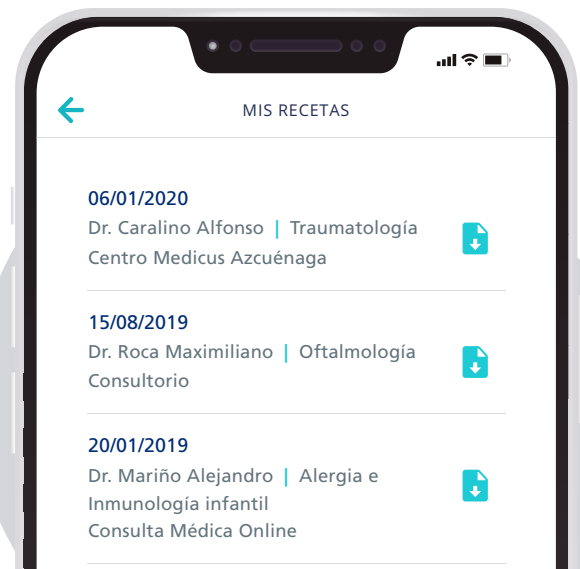 MIS RECETAS
06/01/2020
Dr. Caralino Alfonso | Traumatología
Centro Medicus Azcuénaga
15/08/2019
Dr. Roca Maximiliano | Oftalmología
Consultorio
20/01/2019
Dr. Mariño Alejandro | Alergia e
Inmunología infantil
Consulta Médica Online